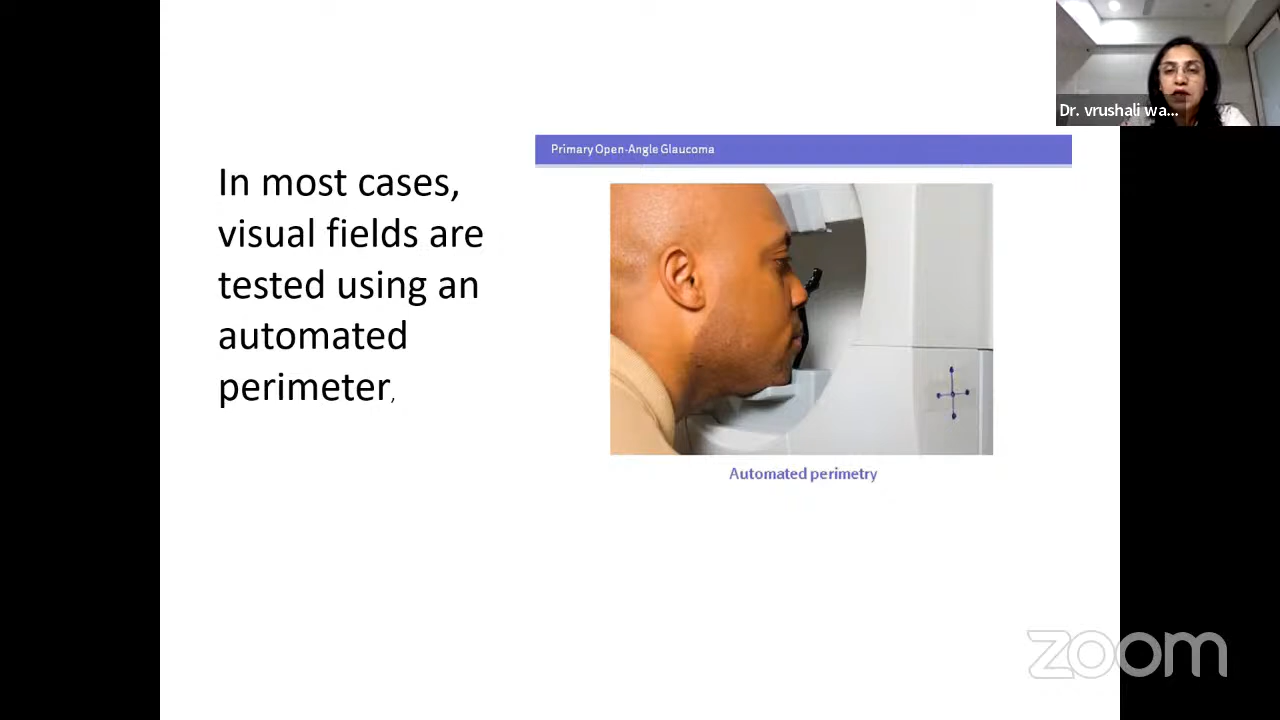 Dr. vrushali wa...
Primary Open-Angle Glaucoma
In most cases,
visual fields are
tested using an
automated
perimeter,
Automated perimetry
zoom